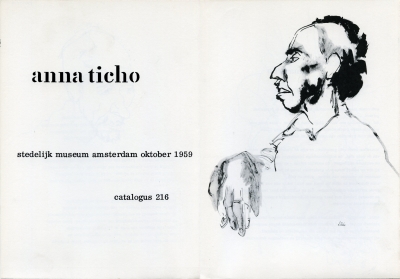 anna ticho
stedelijk museum amsterdam oktober 1959
catalogus 216